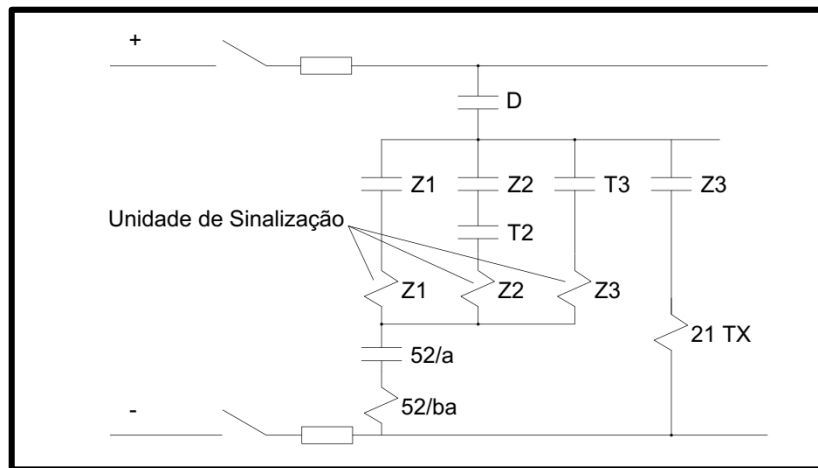 +
D
Z1
Z2
T3
Z3
Unidade de Sinalização
T2
Z1
Z2
Z3
21 TX
52/a
52/ba
-